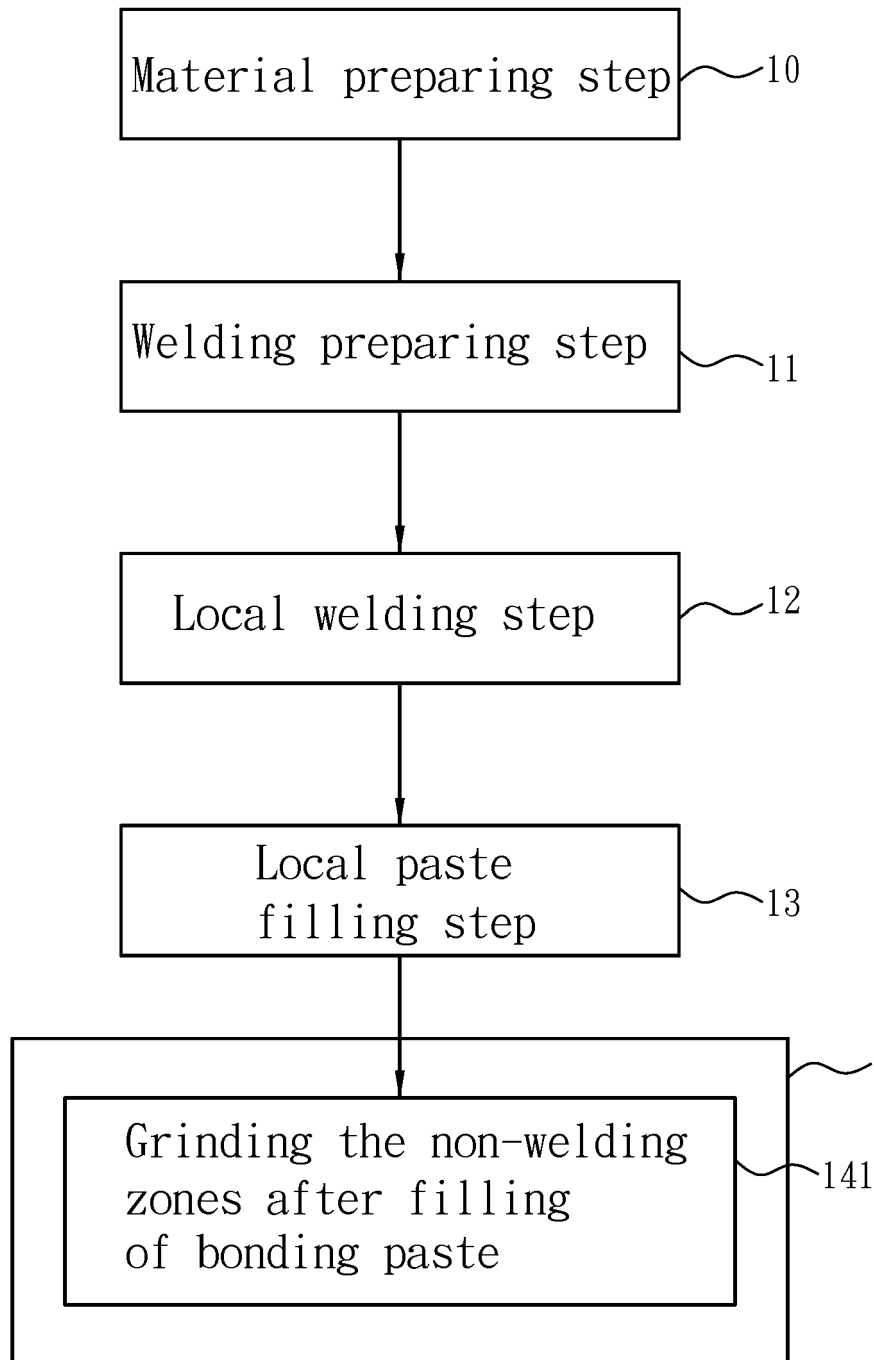 Material preparing step
10
Welding preparing step
11
Local welding step
12
Local paste
filling step
13
Grinding the non-welding
zones after filling
of bonding paste
141